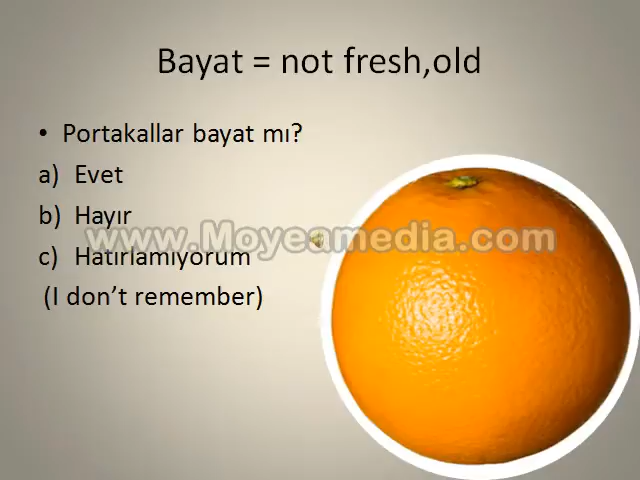 Bayat = not fresh,old
• Portakallar bayat mı?
a) Evet
b) Hayır
www.Moyeamedia.com
c) Hatırlamıyorum
(I don't remember)